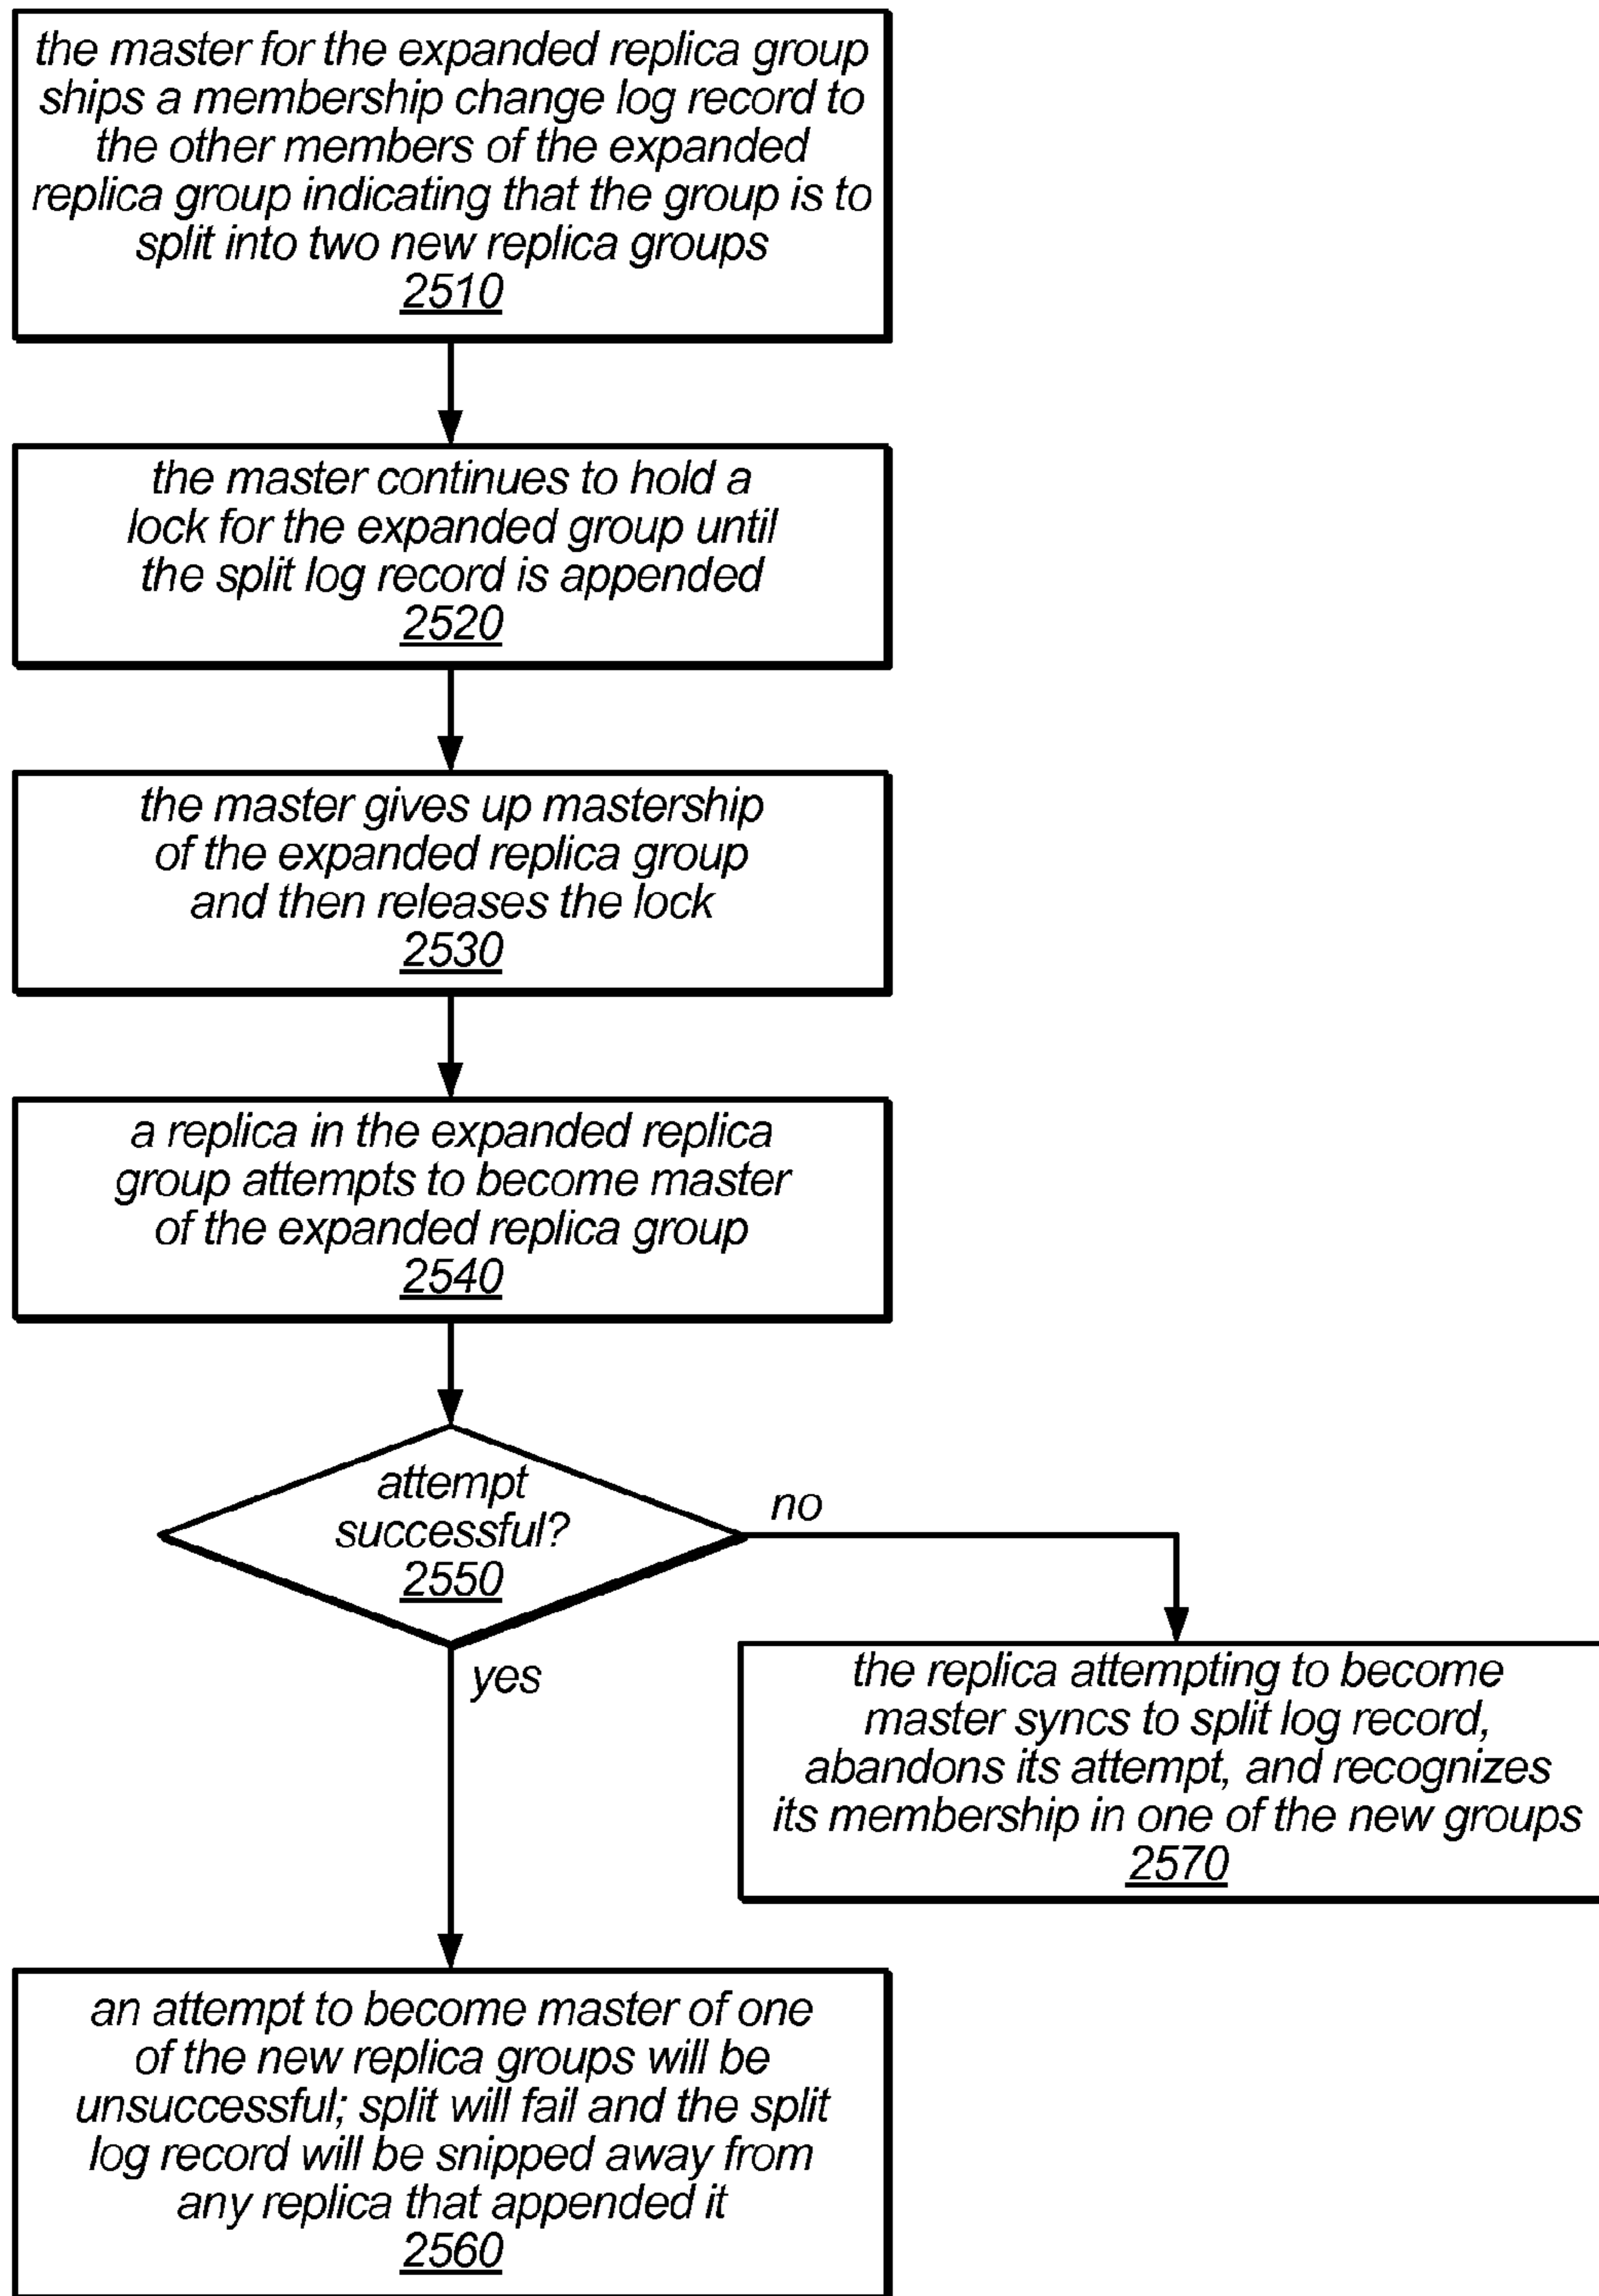 the master for the expanded replica group
ships a membership change log record to
the other members of the expanded
replica group indicating that the group is to
split into two new replica groups
2510
the master continues to hold a
lock for the expanded group until
the split log record is appended
2520
the master gives up mastership
of the expanded replica group
and then releases the lock
2530
a replica in the expanded replica
group attempts to become master
of the expanded replica group
2540
attempt
successful?
2550
no
yes
the replica attempting to become
master syncs to split log record,
abandons its attempt, and recognizes
its membership in one of the new groups
2570
an attempt to become master of one
of the new replica groups will be
unsuccessful; split will fail and the split
log record will be snipped away from
any replica that appended it
2560